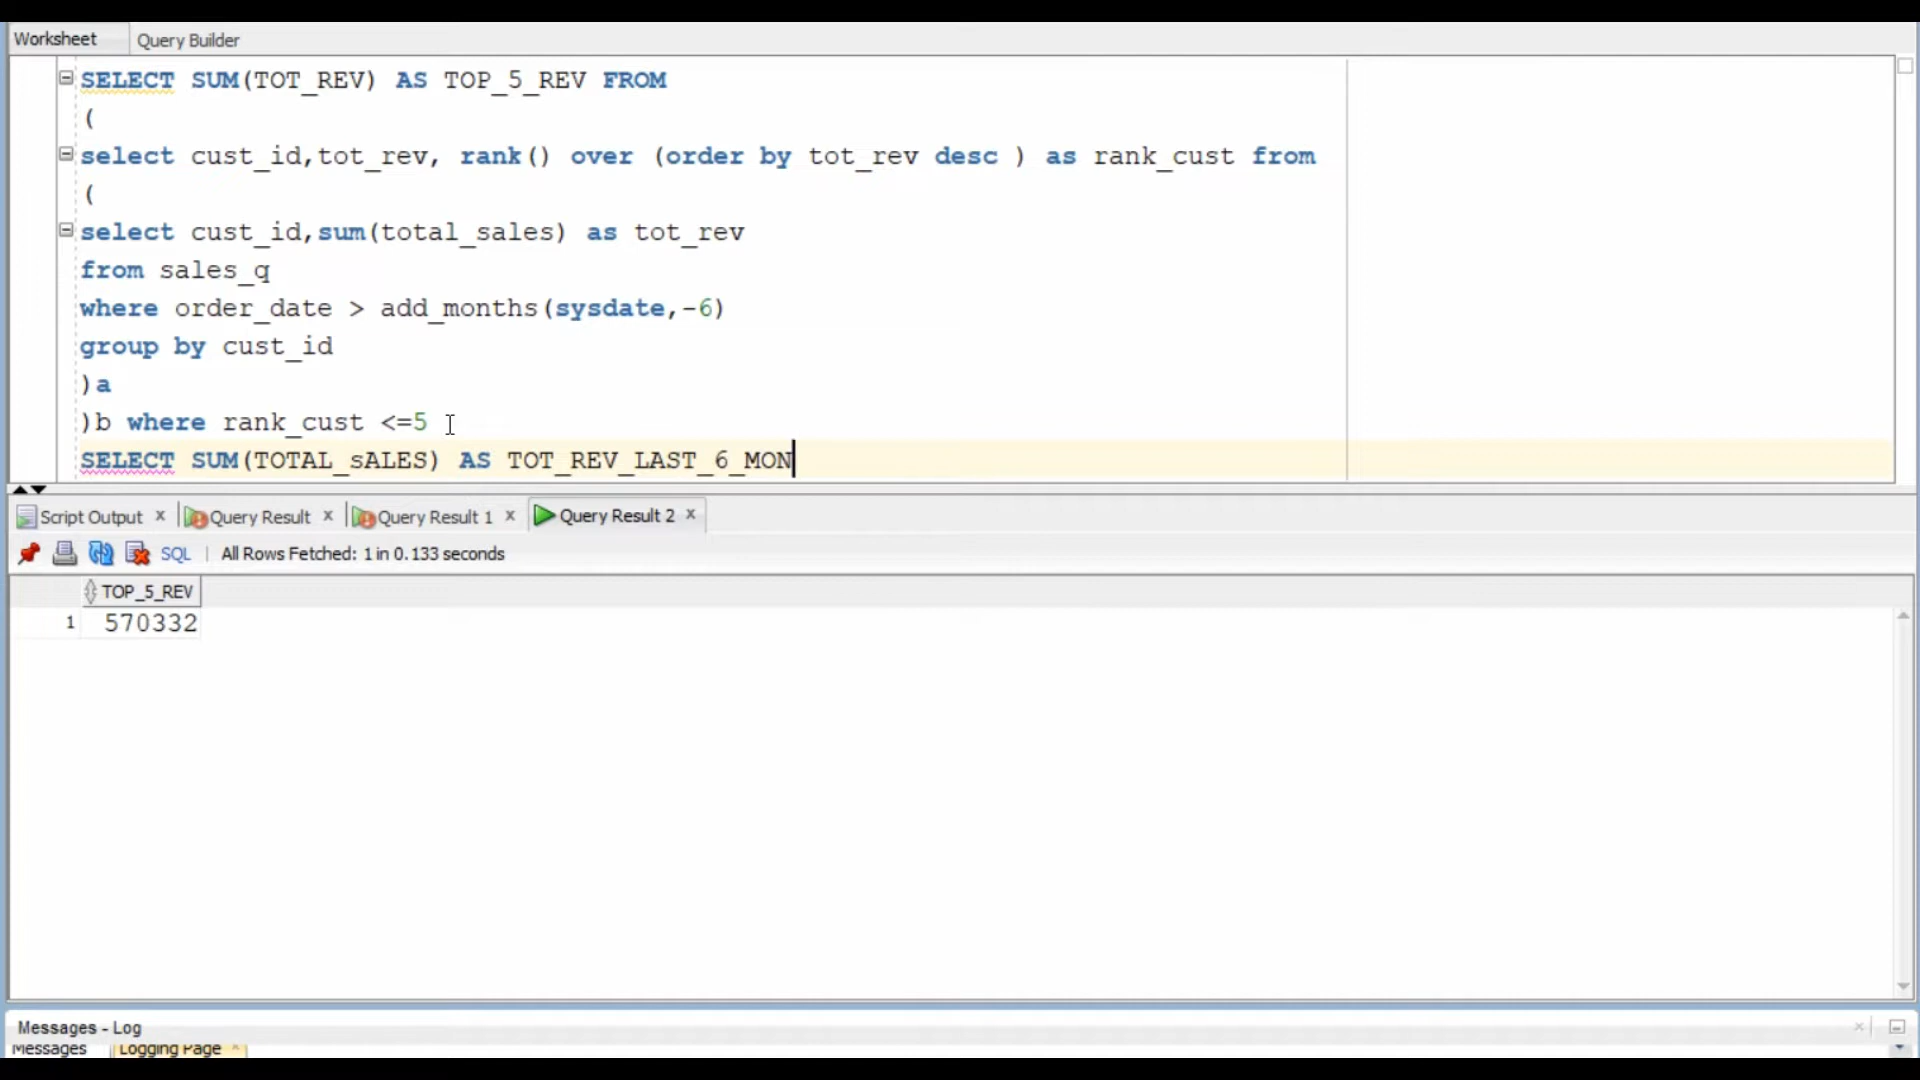 Worksheet Query Builder
SELECT SUM(TOT_REV) AS TOP_5_REV FROM
(
select cust_id,tot_rev, rank() over (order by tot_rev desc ) as rank_cust from
(
select cust_id,sum(total_sales) as tot_rev
from sales_q
where order_date > add_months(sysdate,-6)
group by cust_id
)a
)b where rank_cust <=5
SELECT SUM(TOTAL_sALES) AS TOT_REV_LAST_6_MON
Script Output x Query Result x Query Result 1 x Query Result 2 x
SQL | All Rows Fetched: 1 in 0.133 seconds
TOP_5_REV
1 570332
Messages - Log
Messages Logging Page